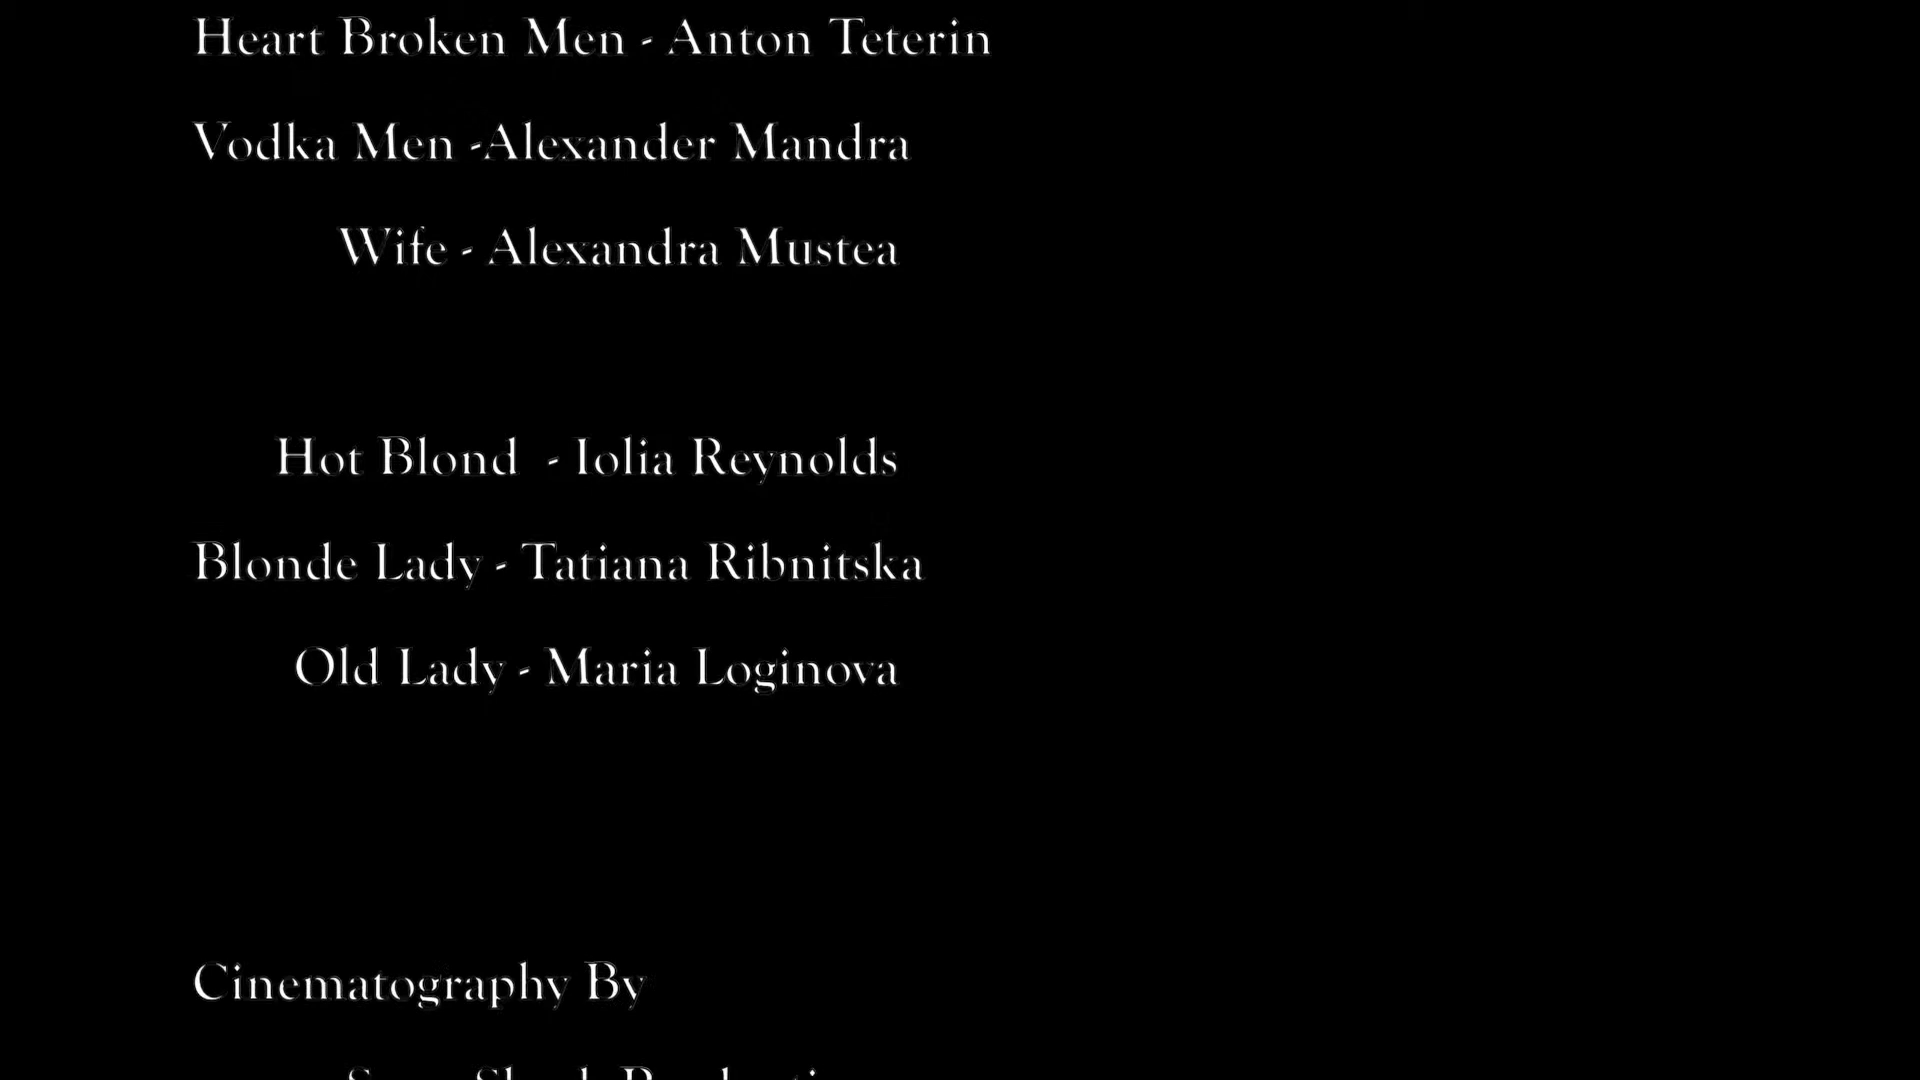 Heart Broken Men - Anton Teterin
Vodka Men -Alexander Mandra
Wife - Alexandra Mustea
Hot Blond - Iolia Reynolds
Blonde Lady - Tatiana Ribnitska
Old Lady - Maria Loginova
Cinematography By